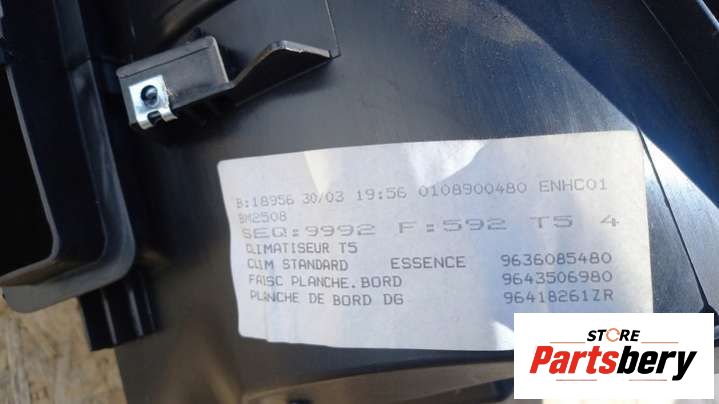 B:18956 30/03 19:56 0108900480 ENHC01
BM2508
SEQ:9992 F:592 T5 4
CLIMATISEUR T5
CLIM STANDARD ESSENCE 9636085480
FAISC PLANCHE.BORD 9643506980
PLANCHE DE BORD DG 96418261ZR
STORE
Partsbery